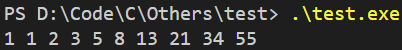 PS D:\Code\C\Others\test> .\test.exe
1 1 2 3 5 8 13 21 34 55